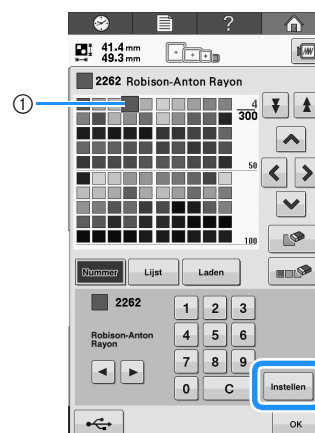 ?
41.4 mm
49.3 mm
2262 Robison-Anton Rayon
①
4
300
50
100
Nummer Lijst Laden
2262
Robison-Anton
Rayon
1 2 3
4 5 6
7 8 9
0 C
Instellen
OK